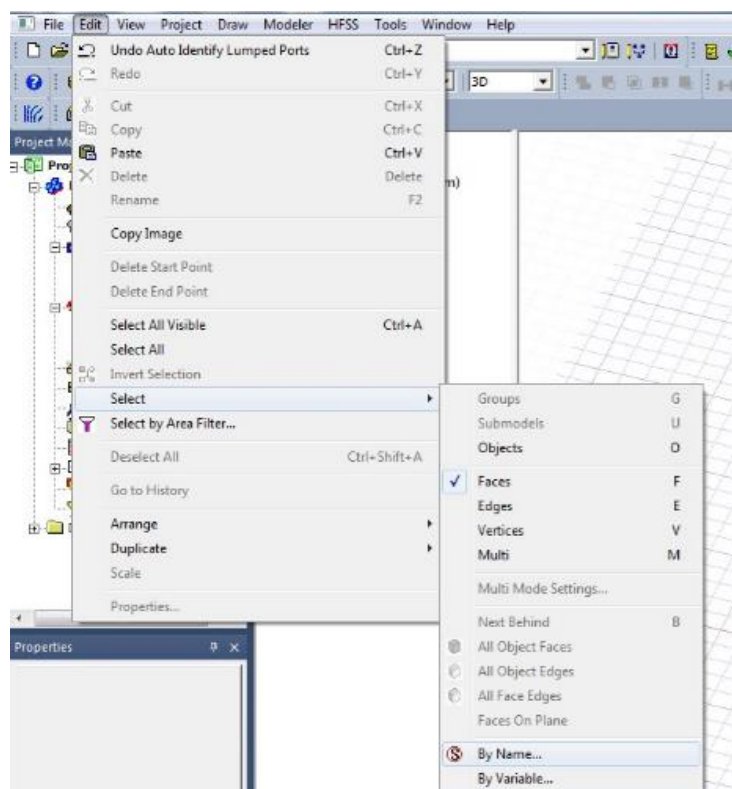 File Edit View Project Draw Modeler HFSS Tools Window Help
Undo Auto Identify Lumped Ports Ctrl+Z
Redo Ctrl+Y
3D
Cut Ctrl+X
Copy Ctrl+C
Paste Ctrl+V
Delete Delete
Rename F2
Copy Image
Delete Start Point
Delete End Point
Select All Visible Ctrl+A
Select All
Invert Selection
Select
Select by Area Filter...
Deselect All Ctrl+Shift+A
Go to History
Arrange
Duplicate
Scale
Properties...
Groups G
Submodels U
Objects O
Faces F
Edges E
Vertices V
Multi M
Multi Mode Settings...
Next Behind B
All Object Faces
All Object Edges
All Face Edges
Faces On Plane
By Name...
By Variable...
Properties